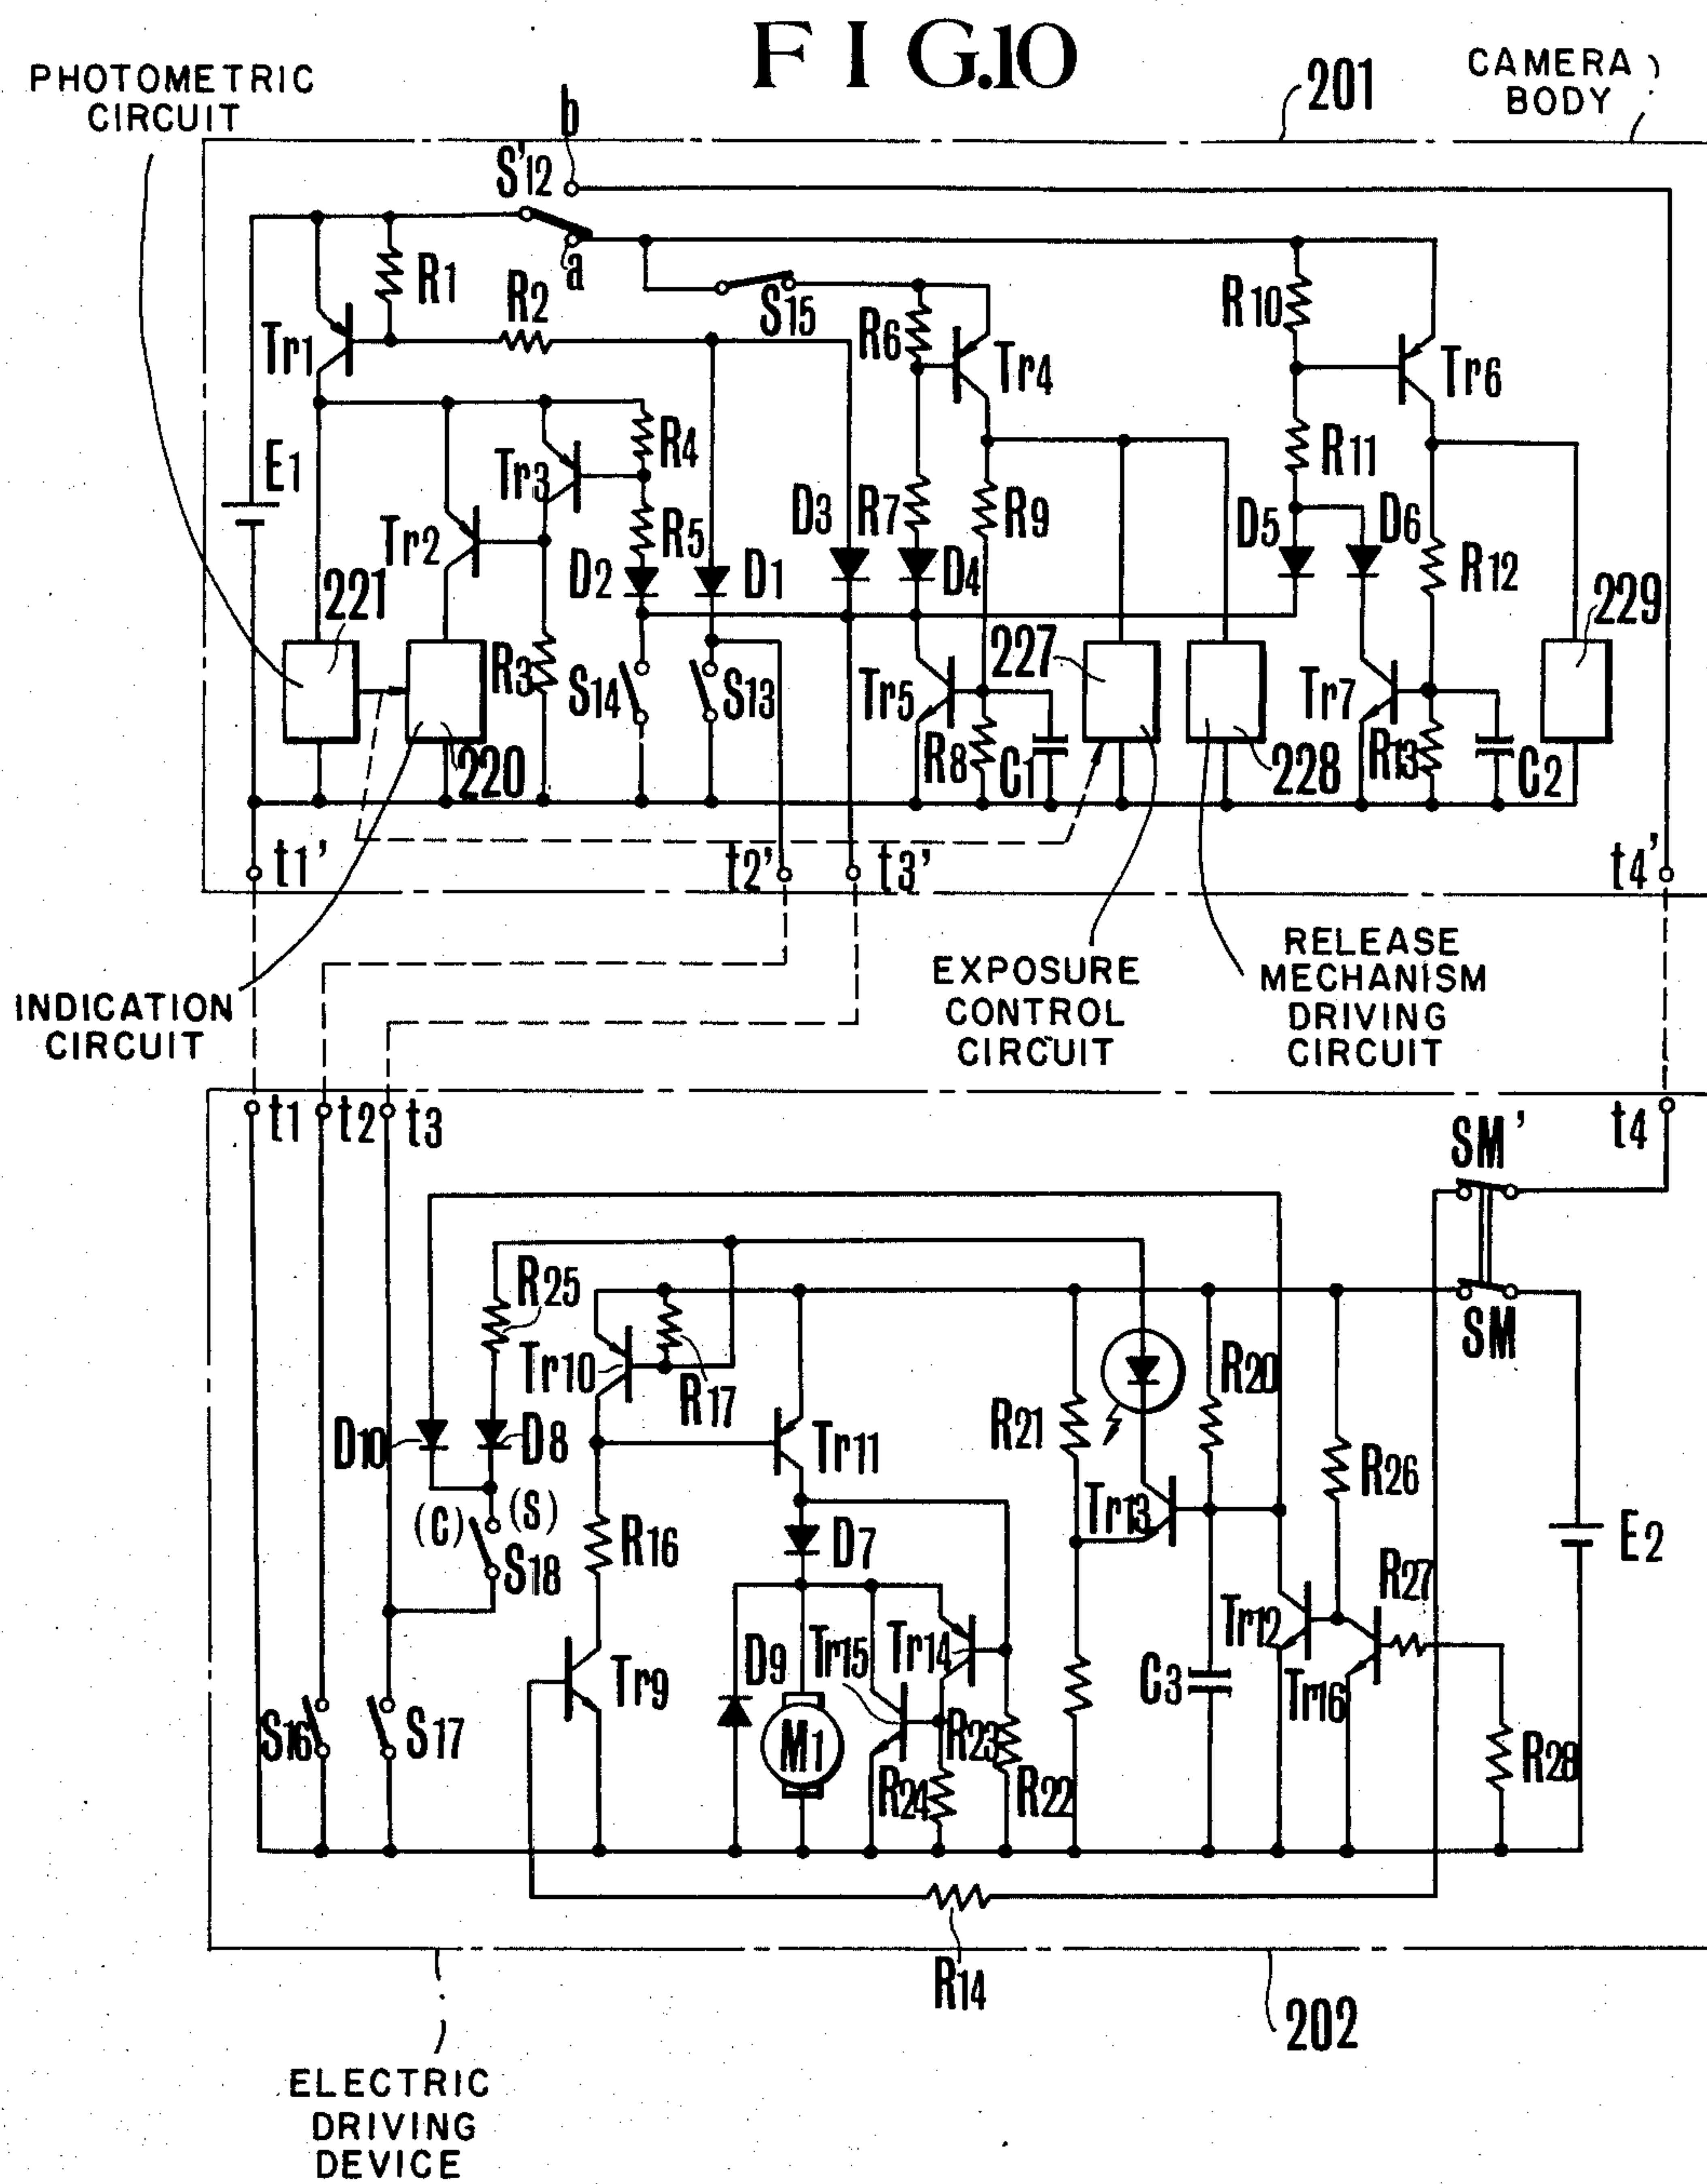 FIG.10
PHOTOMETRIC
CIRCUIT
201
CAMERA
BODY
b
S'12
a
R1
R2
S15
R6
Tr4
R10
Tr6
Tr1
E1
Tr3
R4
R11
Tr2
R5
D3
R7
R9
D5
D6
D2
D1
D4
R12
221
229
R3
S14
S13
Tr5
227
Tr7
220
R8
C1
228
R13
C2
t1'
t2'
t3'
t4'
INDICATION
CIRCUIT
EXPOSURE
CONTROL
CIRCUIT
RELEASE
MECHANISM
DRIVING
CIRCUIT
t1
t2
t3
t4
SM'
SM
R25
Tr10
R17
R20
R21
D10
D8
Tr11
R26
(C)
(S)
Tr13
S18
R16
D7
E2
R27
Tr12
D9
Tr15
Tr14
Tr9
C3
Tr16
S16
S17
M1
R23
R24
R22
R28
R14
202
ELECTRIC
DRIVING
DEVICE